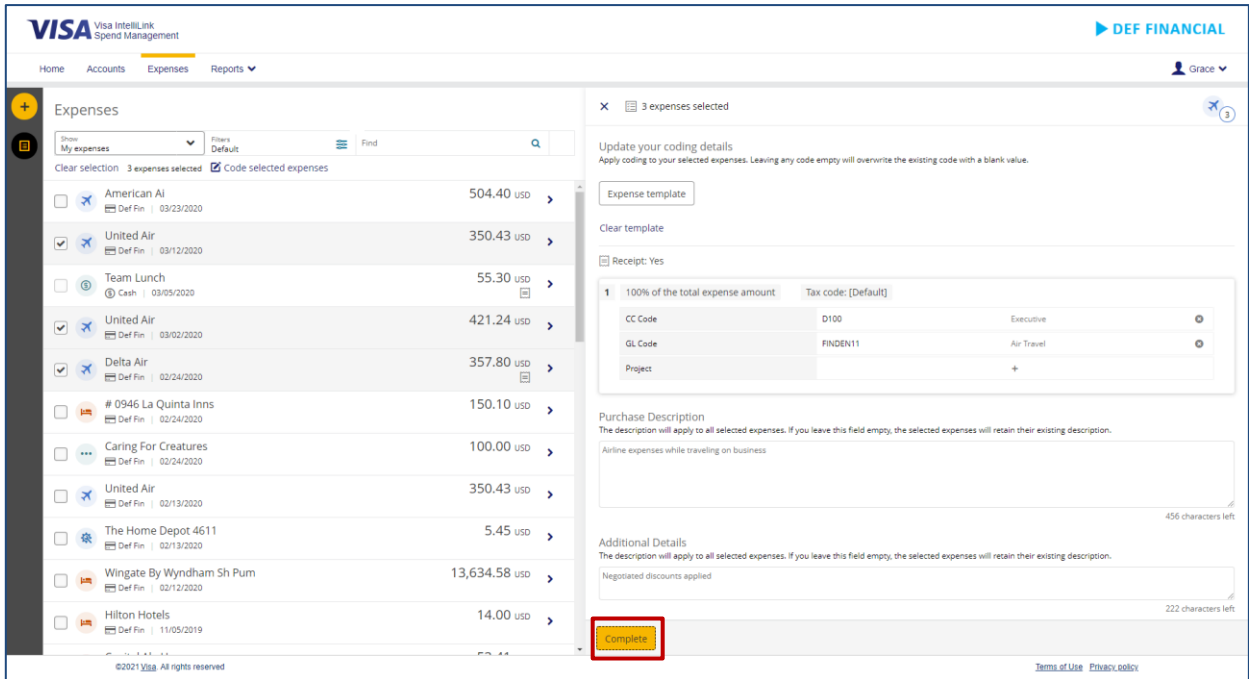 VISA Visa IntelliLink
Spend Management
DEF FINANCIAL
Home Accounts Expenses Reports
Grace
Expenses
Show
My expenses
Filters
Default
Find
Clear selection 3 expenses selected Code selected expenses
American Ai 504.40 USD
Def Fin | 03/23/2020
United Air 350.43 USD
Def Fin | 03/12/2020
Team Lunch 55.30 USD
Cash | 03/05/2020
United Air 421.24 USD
Def Fin | 03/02/2020
Delta Air 357.80 USD
Def Fin | 02/24/2020
# 0946 La Quinta Inns 150.10 USD
Def Fin | 02/24/2020
Caring For Creatures 100.00 USD
Def Fin | 02/24/2020
United Air 350.43 USD
Def Fin | 02/13/2020
The Home Depot 4611 5.45 USD
Def Fin | 02/13/2020
Wingate By Wyndham Sh Pum 13,634.58 USD
Def Fin | 02/12/2020
Hilton Hotels 14.00 USD
Def Fin | 11/05/2019
3 expenses selected
3
Update your coding details
Apply coding to your selected expenses. Leaving any code empty will overwrite the existing code with a blank value.
Expense template
Clear template
Receipt: Yes
1 100% of the total expense amount Tax code: [Default]
CC Code D100 Executive
GL Code FINDEN11 Air Travel
Project +
Purchase Description
The description will apply to all selected expenses. If you leave this field empty, the selected expenses will retain their existing description.
Airline expenses while traveling on business
456 characters left
Additional Details
The description will apply to all selected expenses. If you leave this field empty, the selected expenses will retain their existing description.
Negotiated discounts applied
222 characters left
Complete
©2021 Visa. All rights reserved
Terms of Use Privacy policy